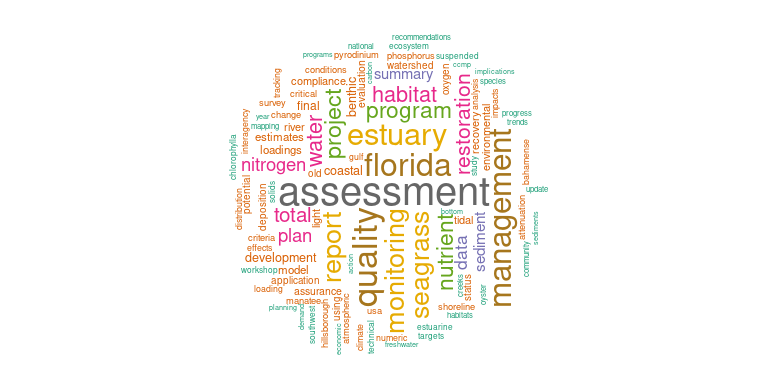 recommendations
national ecosystem
programs pyrodinium phosphorus suspended
watershed ccmp
conditions carbon summary oxygen implications
tracking compliance... benthic evaluation species
critical habitat analysis impacts
survey final program progress
year change project restoration recovery environmental trends
mapping river water estuary
interagency estimates
loadings gulf study bahamense
chlorophyll nitrogen old coastal florida
potential solids assessment management update
distribution deposition total light quality monitoring seagrass bottom tidal attenuation
criteria plan report nutrient data sediment sediments
effects community
development action
workshop model
application creeks status oyster
loading assurance
manatee shoreline
planning demand southwest hillsborough using atmospheric usa habitats
economic climate technical numeric estuarine
targets
freshwater